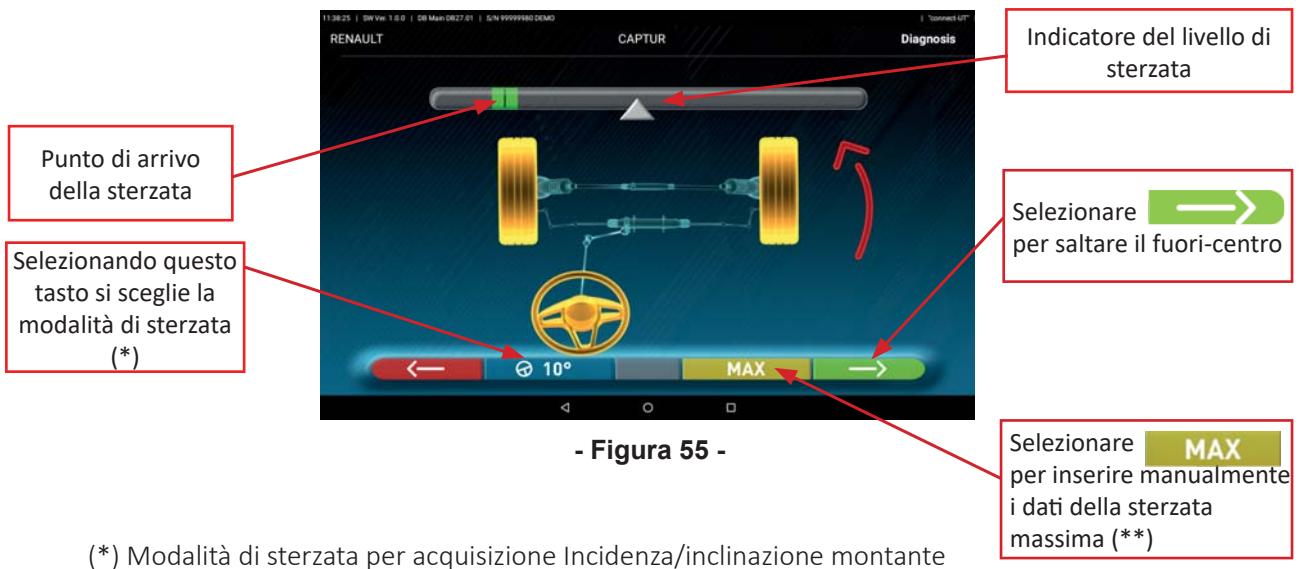 11:38:25 | SW Ver. 1.0.0 | DB Main DB27.01 | S/N 99999980 DEMO | "connect-UT"
RENAULT CAPTUR Diagnosis
Indicatore del livello di
sterzata
Punto di arrivo
della sterzata
Selezionare
per saltare il fuori-centro
Selezionando questo
tasto si sceglie la
modalità di sterzata
(*)
10° MAX
- Figura 55 -
Selezionare MAX
per inserire manualmente
i dati della sterzata
massima (**)
(*) Modalità di sterzata per acquisizione Incidenza/inclinazione montante